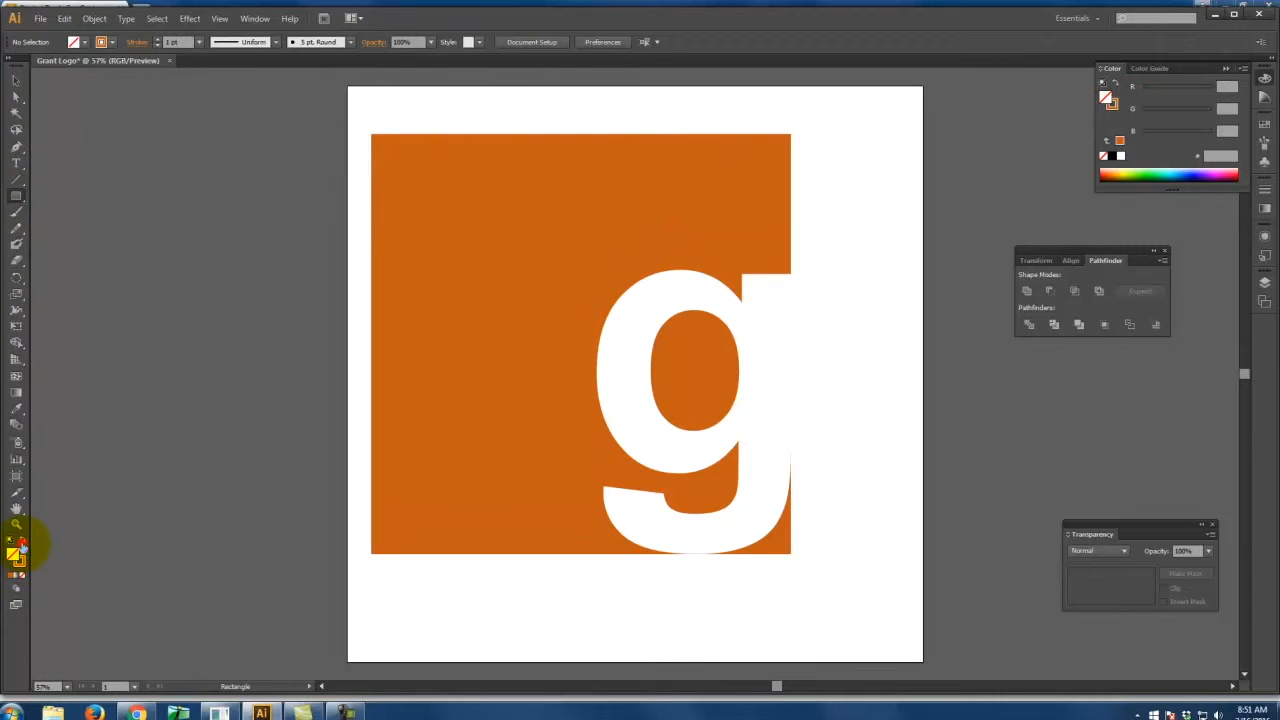 Ai File Edit Object Type Select Effect View Window Help Essentials
No Selection Stroke: 1 pt Uniform 5 pt. Round Opacity: 100% Style: Document Setup Preferences
Grant Logo* @ 57% (RGB/Preview) ×
Color Color Guide
R
G
B
#
T
Transform Align Pathfinder
Shape Modes:
Expand
Pathfinders:
g
Transparency
Normal Opacity: 100%
Make Mask
Clip
Invert Mask
57% 1 Rectangle
Ai 8:51 AM